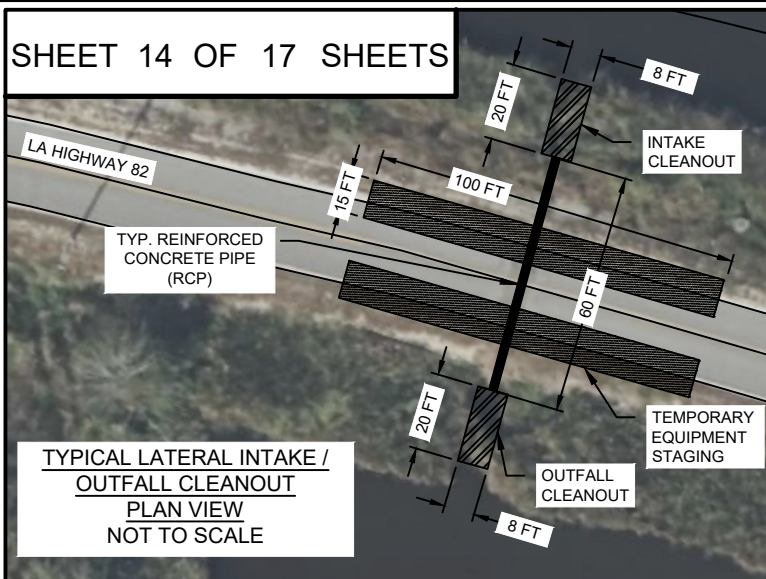 SHEET 14 OF 17 SHEETS
8 FT
20 FT
INTAKE
CLEANOUT
LA HIGHWAY 82
100 FT
15 FT
TYP. REINFORCED
CONCRETE PIPE
(RCP)
60 FT
20 FT
TEMPORARY
EQUIPMENT
STAGING
OUTFALL
CLEANOUT
8 FT
TYPICAL LATERAL INTAKE /
OUTFALL CLEANOUT
PLAN VIEW
NOT TO SCALE